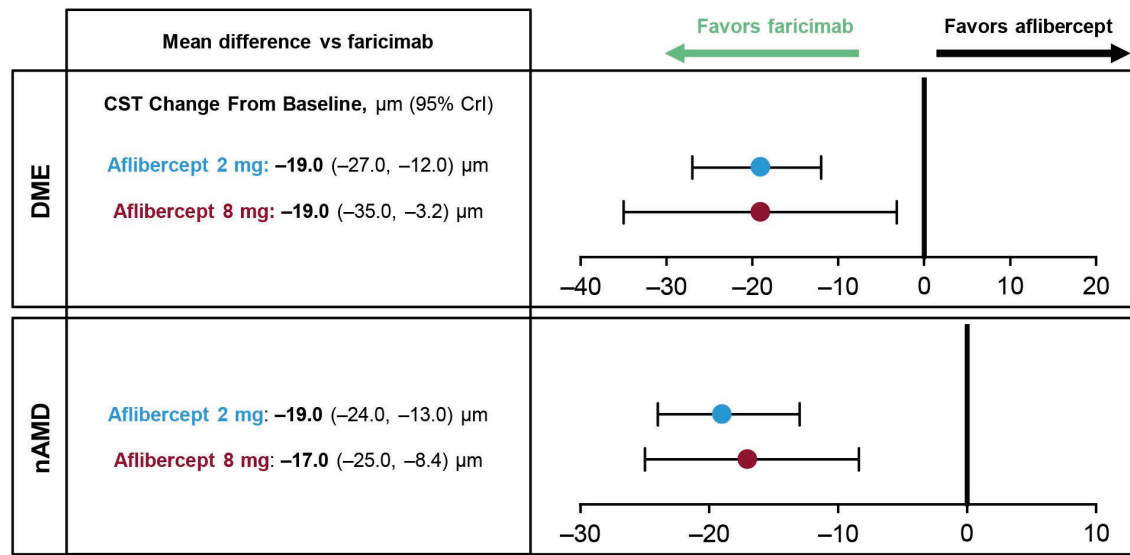 Mean difference vs faricimab
Favors faricimab
Favors aflibercept
DME
CST Change From Baseline, µm (95% CrI)
Aflibercept 2 mg: –19.0 (–27.0, –12.0) µm
Aflibercept 8 mg: –19.0 (–35.0, –3.2) µm
–40 –30 –20 –10 0 10 20
nAMD
Aflibercept 2 mg: –19.0 (–24.0, –13.0) µm
Aflibercept 8 mg: –17.0 (–25.0, –8.4) µm
–30 –20 –10 0 10